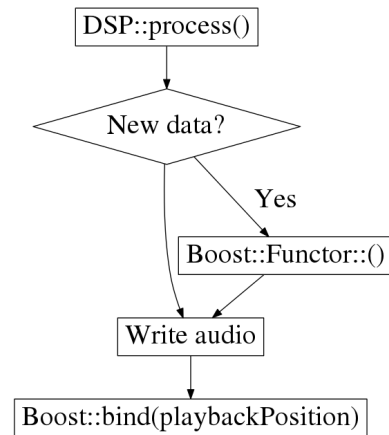 DSP::process()
New data?
Yes
Boost::Functor::()
Write audio
Boost::bind(playbackPosition)